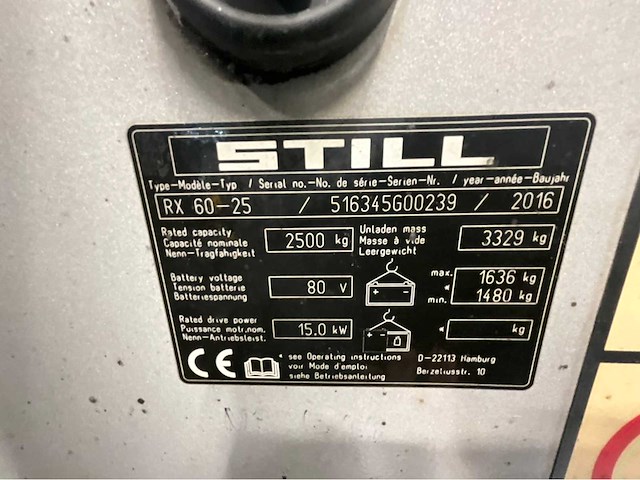 STILL
Type-Modèle-Typ / Serial no.-No. de série-Serien-Nr. / year-année-Baujahr
RX 60-25 / 516345G00239 / 2016
Rated capacity
Capacité nominale
Nenn-Tragfähigkeit
2500 kg
Unladen mass
Masse à vide
Leergewicht
3329 kg
Battery voltage
Tension batterie
Batteriespannung
80 V
max. 1636 kg
min. 1480 kg
Rated drive power
Puissance motr.nom.
Nenn-Antriebsleist.
15.0 kW
kg
CE
* see Operating instructions
voir Mode d'emploi
siehe Betriebsanleitung
D-22113 Hamburg
Berzeliusstr. 10